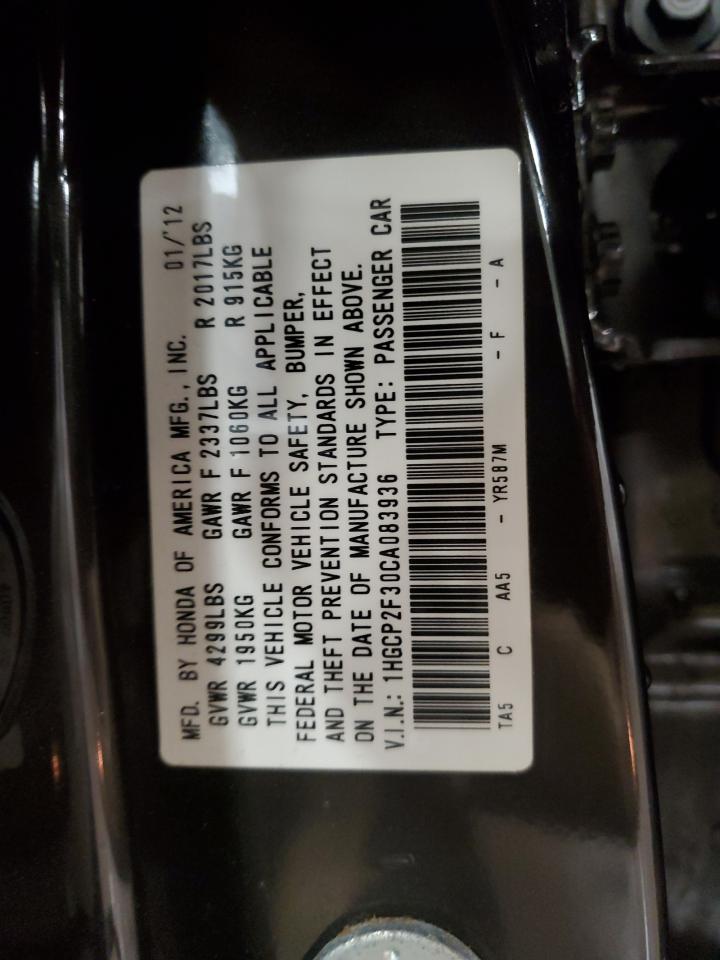 MFD. BY HONDA OF AMERICA MFG., INC. 01/'12
GVWR 4299LBS GAWR F 2337LBS R 2017LBS
GVWR 1950KG GAWR F 1060KG R 915KG
THIS VEHICLE CONFORMS TO ALL APPLICABLE
FEDERAL MOTOR VEHICLE SAFETY, BUMPER,
AND THEFT PREVENTION STANDARDS IN EFFECT
ON THE DATE OF MANUFACTURE SHOWN ABOVE.
V.I.N.: 1HGCP2F30CA083936 TYPE: PASSENGER CAR
TA5 C AA5 - YR587M - F - A